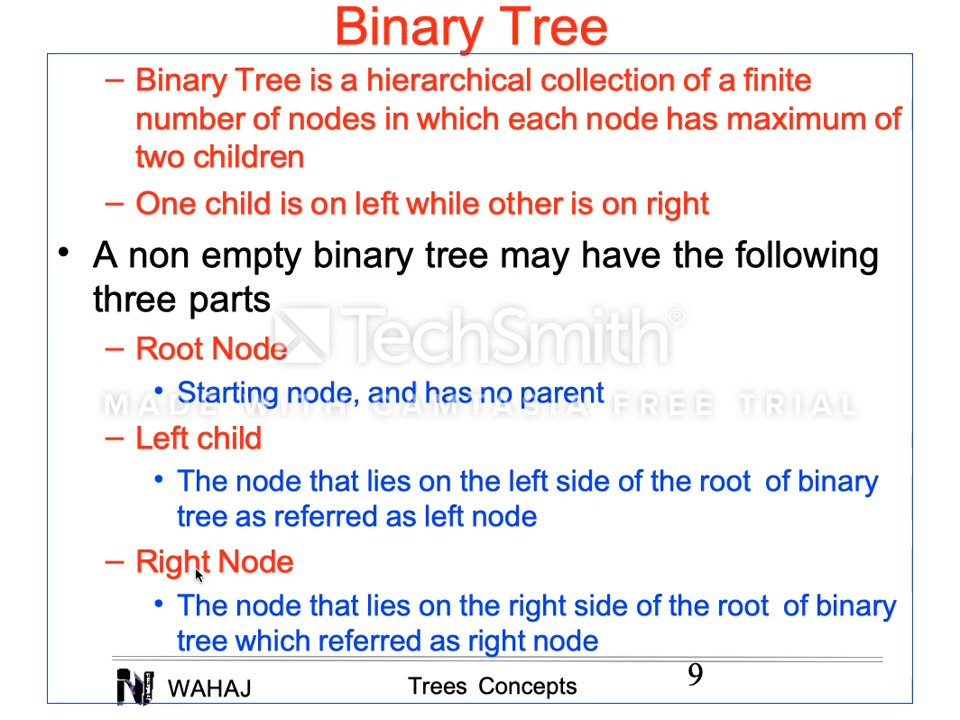 Binary Tree
– Binary Tree is a hierarchical collection of a finite
number of nodes in which each node has maximum of
two children
– One child is on left while other is on right
• A non empty binary tree may have the following
three parts
– Root Node
TechSmith®
• Starting node, and has no parent
MADE WITH CAMTASIA FREE TRIAL
– Left child
• The node that lies on the left side of the root of binary
tree as referred as left node
– Right Node
• The node that lies on the right side of the root of binary
tree which referred as right node
WAHAJ
Trees Concepts
9